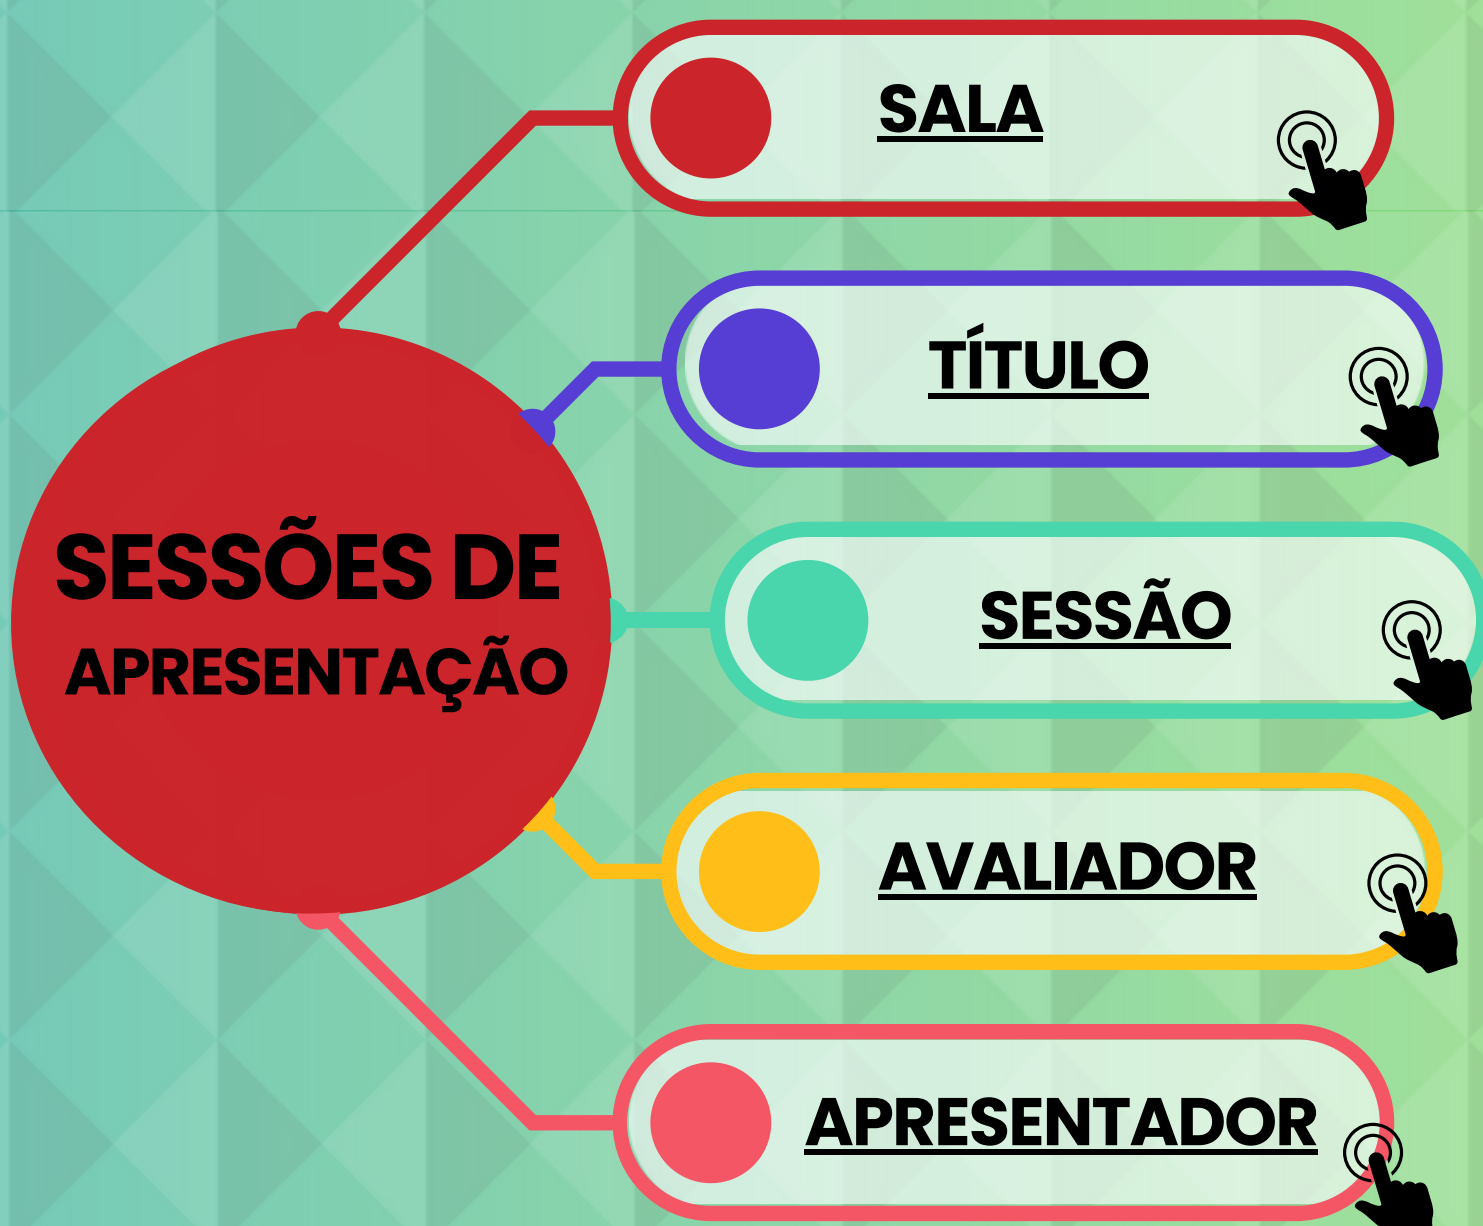 SALA
TÍTULO
SESSÕES DE
APRESENTAÇÃO
SESSÃO
AVALIADOR
APRESENTADOR